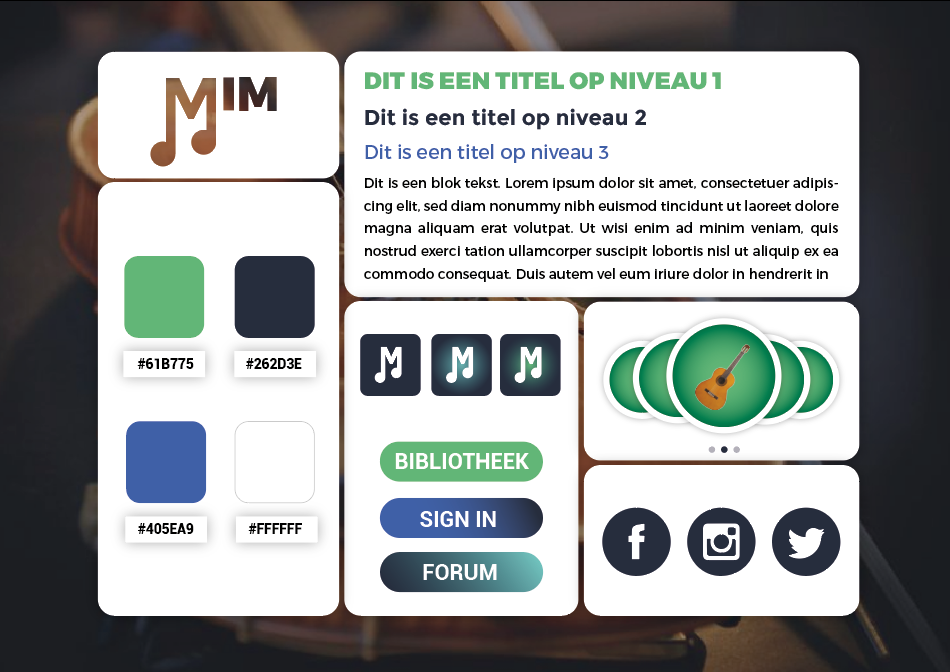 MIM
DIT IS EEN TITEL OP NIVEAU 1
Dit is een titel op niveau 2
Dit is een titel op niveau 3
Dit is een blok tekst. Lorem ipsum dolor sit amet, consectetuer adipis-
cing elit, sed diam nonummy nibh euismod tincidunt ut laoreet dolore
magna aliquam erat volutpat. Ut wisi enim ad minim veniam, quis
nostrud exerci tation ullamcorper suscipit lobortis nisl ut aliquip ex ea
commodo consequat. Duis autem vel eum iriure dolor in hendrerit in
#61B775 #262D3E
#405EA9 #FFFFFF
M M M
BIBLIOTHEEK
SIGN IN
FORUM
f